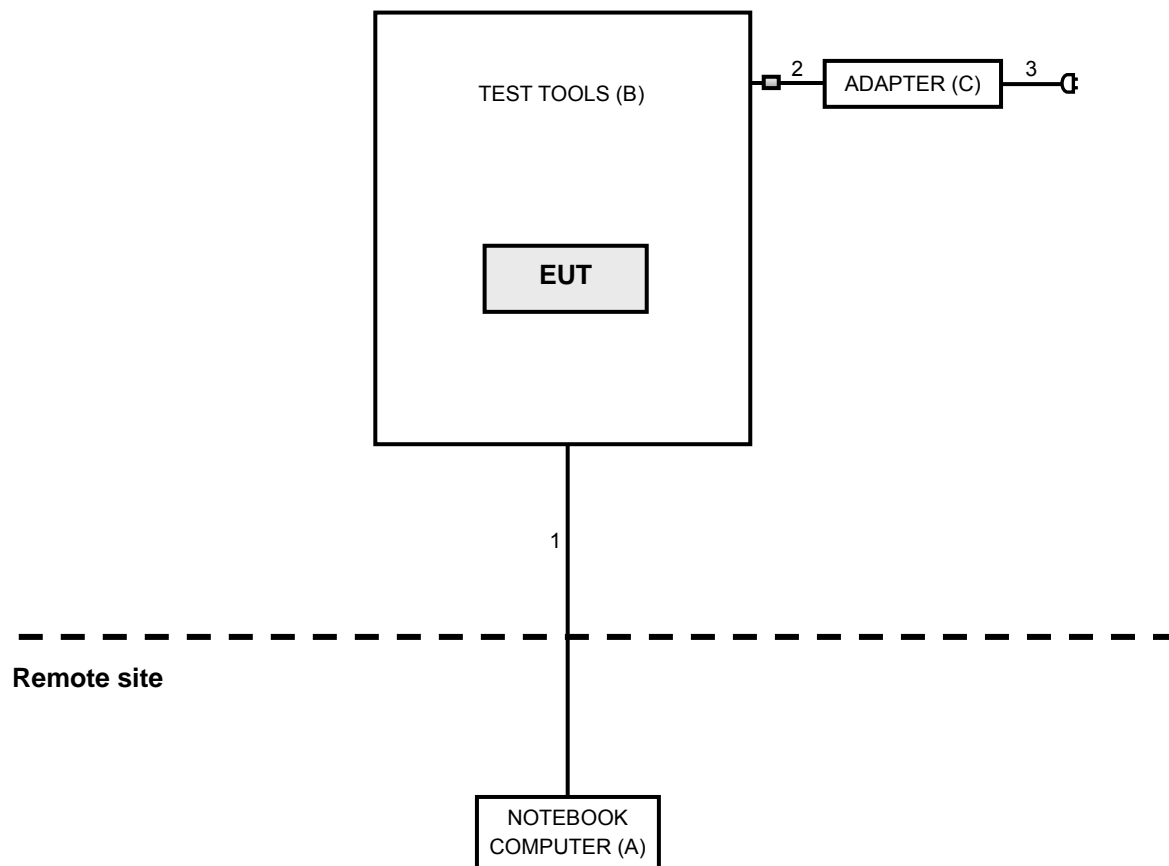 TEST TOOLS (B)
2
ADAPTER (C)
3
EUT
1
Remote site
NOTEBOOK
COMPUTER (A)